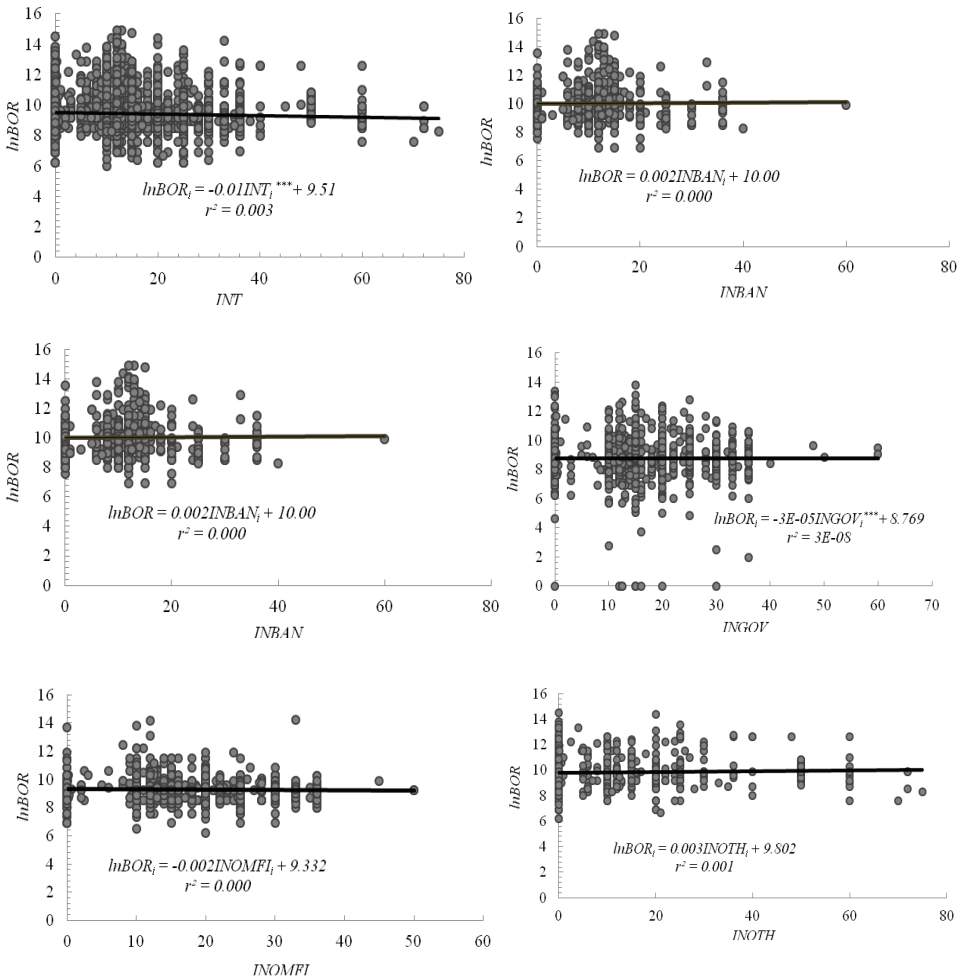 16
14
12
10
8
6
4
2
0
lnBOR
lnBORi = -0.01INTi *** + 9.51
r² = 0.003
0 20 40 60 80
INT
16
14
12
10
8
6
4
2
0
lnBOR
lnBOR = 0.002INBANi + 10.00
r² = 0.000
0 20 40 60 80
INBAN
16
14
12
10
8
6
4
2
0
lnBOR
lnBOR = 0.002INBANi + 10.00
r² = 0.000
0 20 40 60 80
INBAN
16
14
12
10
8
6
4
2
0
lnBOR
lnBORi = -3E-05INGOVi*** + 8.769
r² = 3E-08
0 10 20 30 40 50 60 70
INGOV
16
14
12
10
8
6
4
2
0
lnBOR
lnBORi = -0.002INOMFIi + 9.332
r² = 0.000
0 10 20 30 40 50 60
INOMFI
16
14
12
10
8
6
4
2
0
lnBOR
lnBORi = 0.003INOTHi + 9.802
r² = 0.001
0 20 40 60 80
INOTH